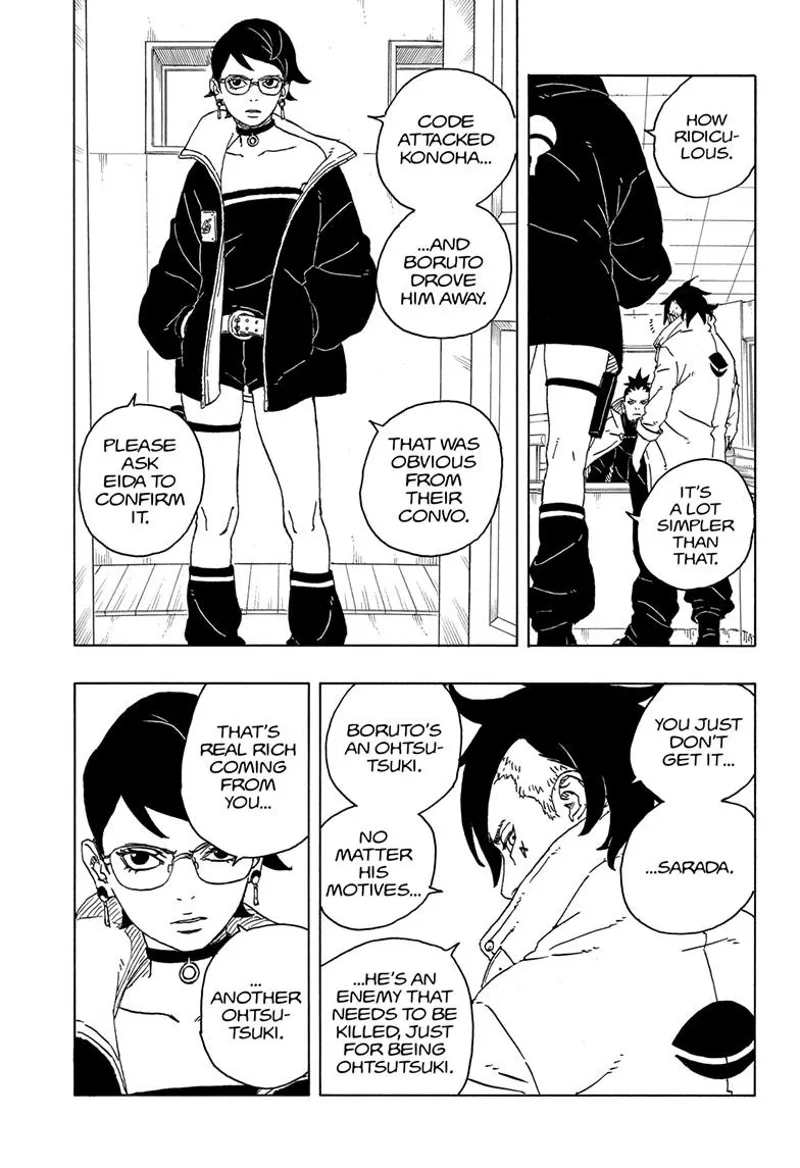 HOW
RIDICU-
LOUS.
IT'S
A LOT
SIMPLER
THAN
THAT.
CODE
ATTACKED
KONOHA...
...AND
BORUTO
DROVE
HIM AWAY.
THAT WAS
OBVIOUS
FROM
THEIR
CONVO.
PLEASE
ASK
EIDA TO
CONFIRM
IT.
YOU JUST
DON'T
GET IT...
...SARADA.
BORUTO'S
AN OHTSU-
TSUKI.
NO
MATTER
HIS
MOTIVES...
...HE'S AN
ENEMY THAT
NEEDS TO BE
KILLED, JUST
FOR BEING
OHTSUTSUKI.
THAT'S
REAL RICH
COMING
FROM
YOU...
...
ANOTHER
OHTSU-
TSUKI.